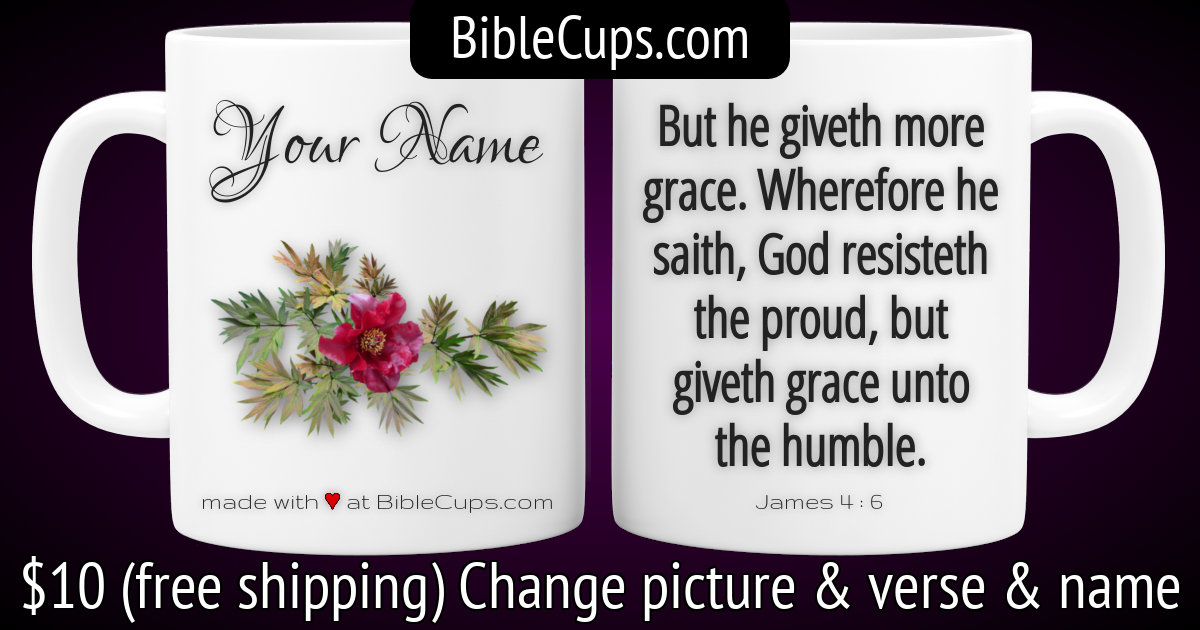 BibleCups.com
Your Name
made with ♥ at BibleCups.com
But he giveth more
grace. Wherefore he
saith, God resisteth
the proud, but
giveth grace unto
the humble.
James 4 : 6
$10 (free shipping) Change picture & verse & name